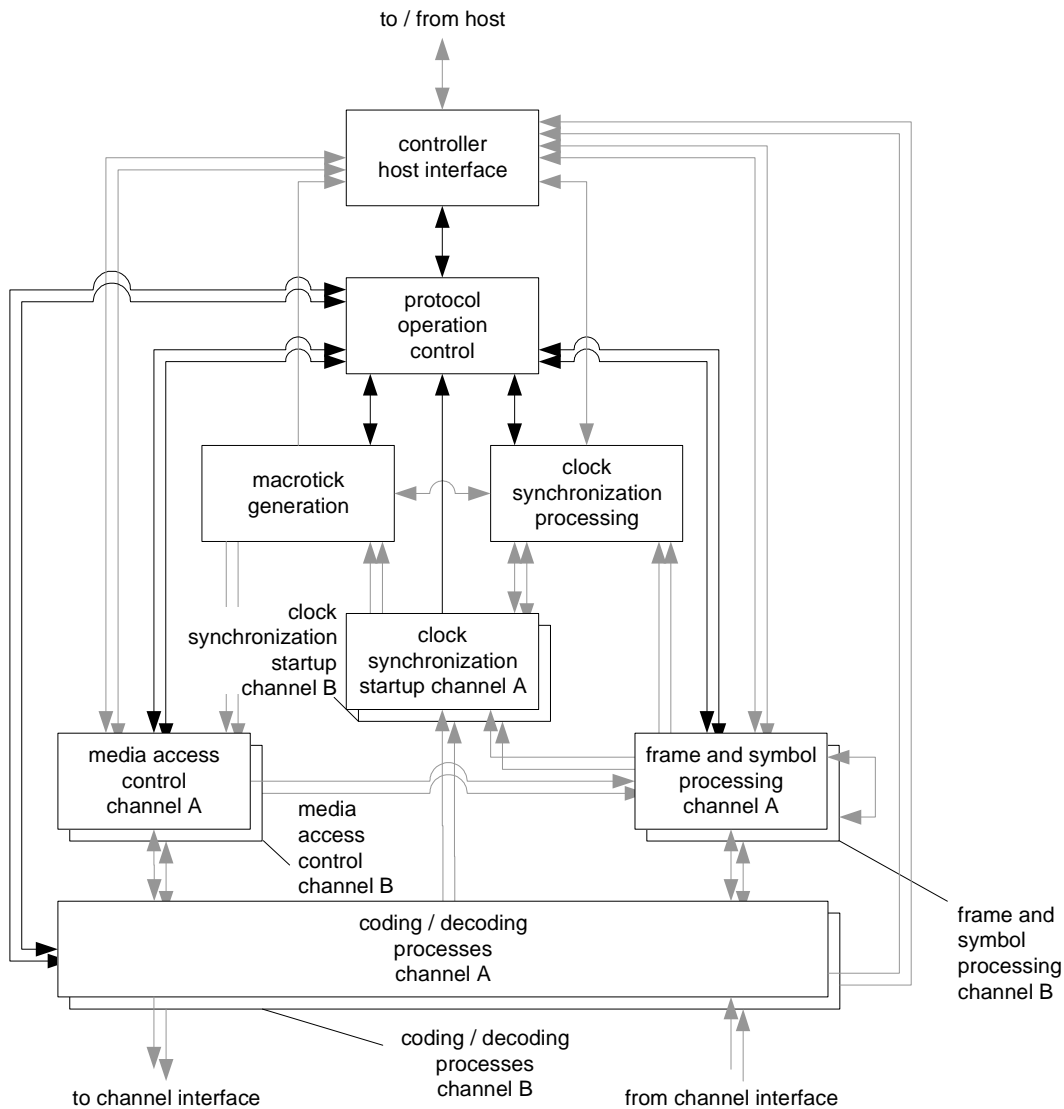 to / from host
controller
host interface
protocol
operation
control
macrotick
generation
clock
synchronization
processing
clock
synchronization
startup
channel B
clock
synchronization
startup channel A
media access
control
channel A
frame and symbol
processing
channel A
media
access
control
channel B
coding / decoding
processes
channel A
frame and
symbol
processing
channel B
coding / decoding
processes
channel B
to channel interface
from channel interface